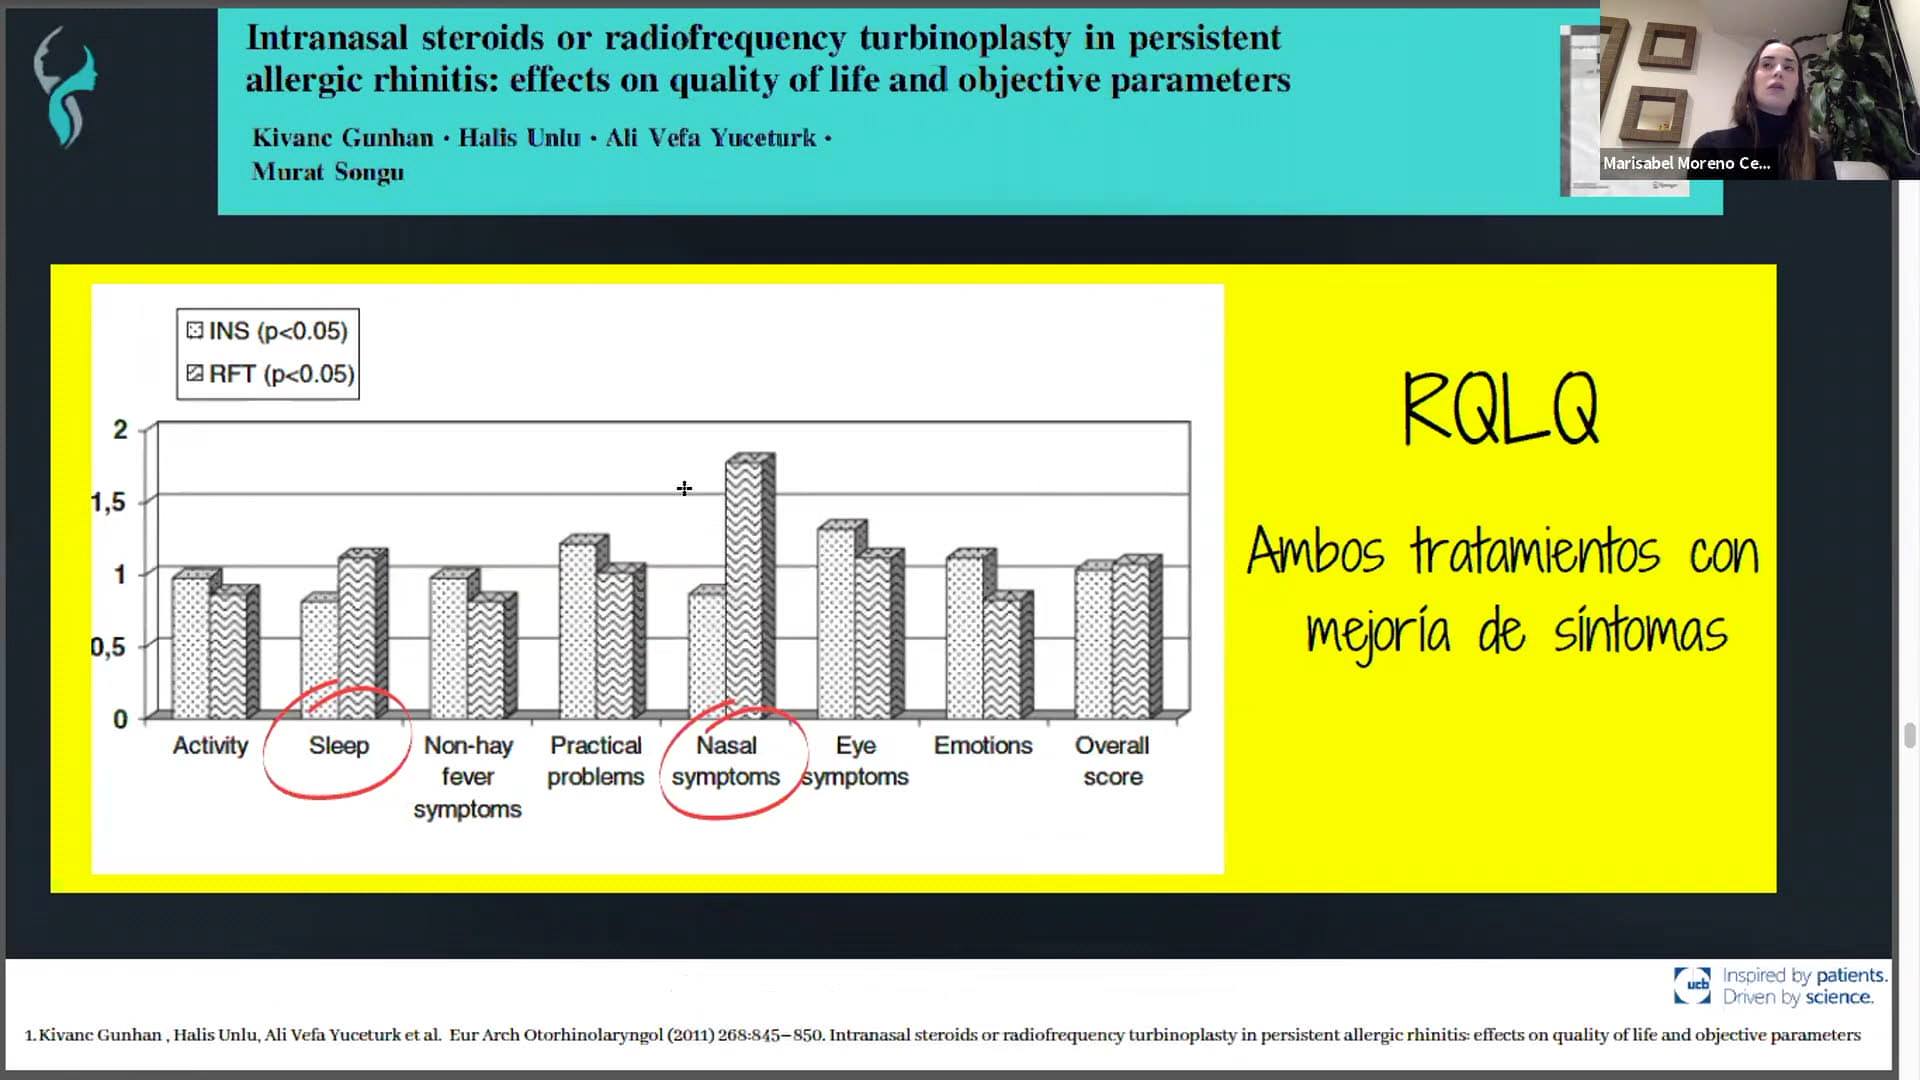 Intranasal steroids or radiofrequency turbinoplasty in persistent
allergic rhinitis: effects on quality of life and objective parameters
Kivanc Gunhan · Halis Unlu · Ali Vefa Yuceturk ·
Murat Songu
Marisabel Moreno Ce...
INS (p<0.05)
RFT (p<0.05)
2
1,5
1
0,5
0
Activity
Sleep
Non-hay
fever
symptoms
Practical
problems
Nasal
symptoms
Eye
symptoms
Emotions
Overall
score
RQLQ
Ambos tratamientos con
mejoría de síntomas
ucb
Inspired by patients.
Driven by science.
1. Kivanc Gunhan , Halis Unlu, Ali Vefa Yuceturk et al. Eur Arch Otorhinolaryngol (2011) 268:845–850. Intranasal steroids or radiofrequency turbinoplasty in persistent allergic rhinitis: effects on quality of life and objective parameters